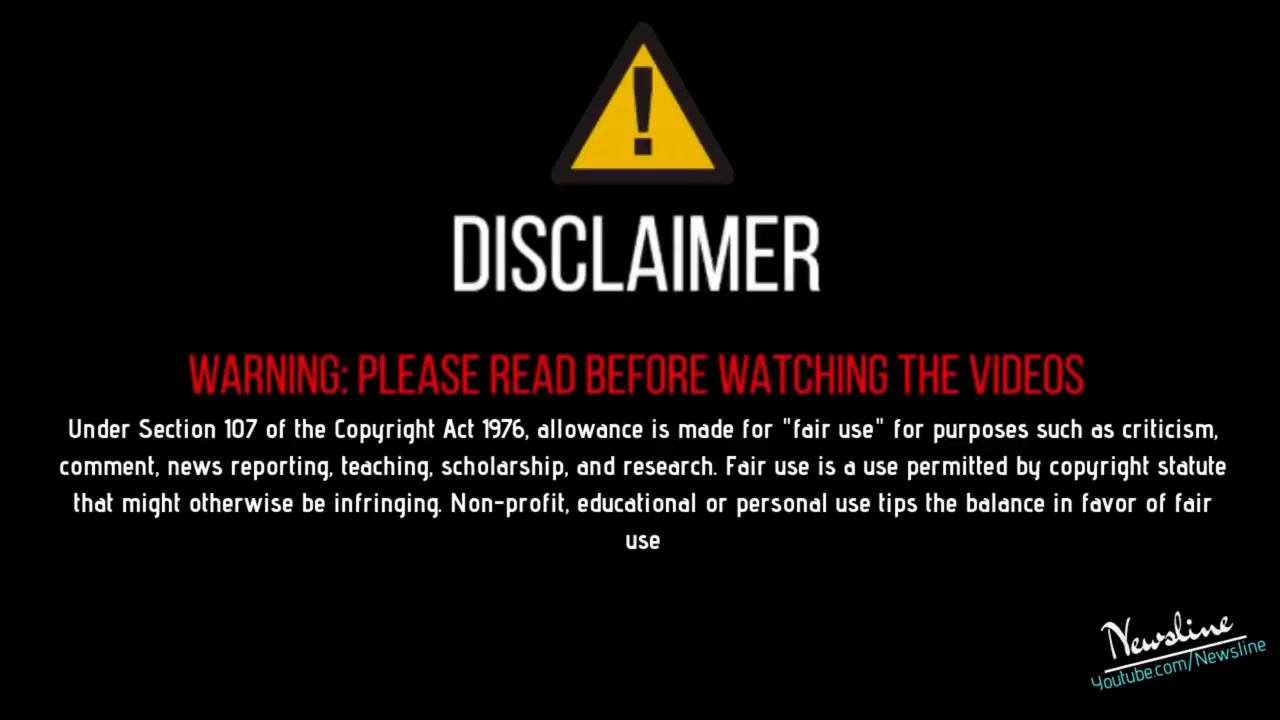 !
DISCLAIMER
WARNING: PLEASE READ BEFORE WATCHING THE VIDEOS
Under Section 107 of the Copyright Act 1976, allowance is made for "fair use" for purposes such as criticism,
comment, news reporting, teaching, scholarship, and research. Fair use is a use permitted by copyright statute
that might otherwise be infringing. Non-profit, educational or personal use tips the balance in favor of fair
use
Newsline
Youtube.com/Newsline